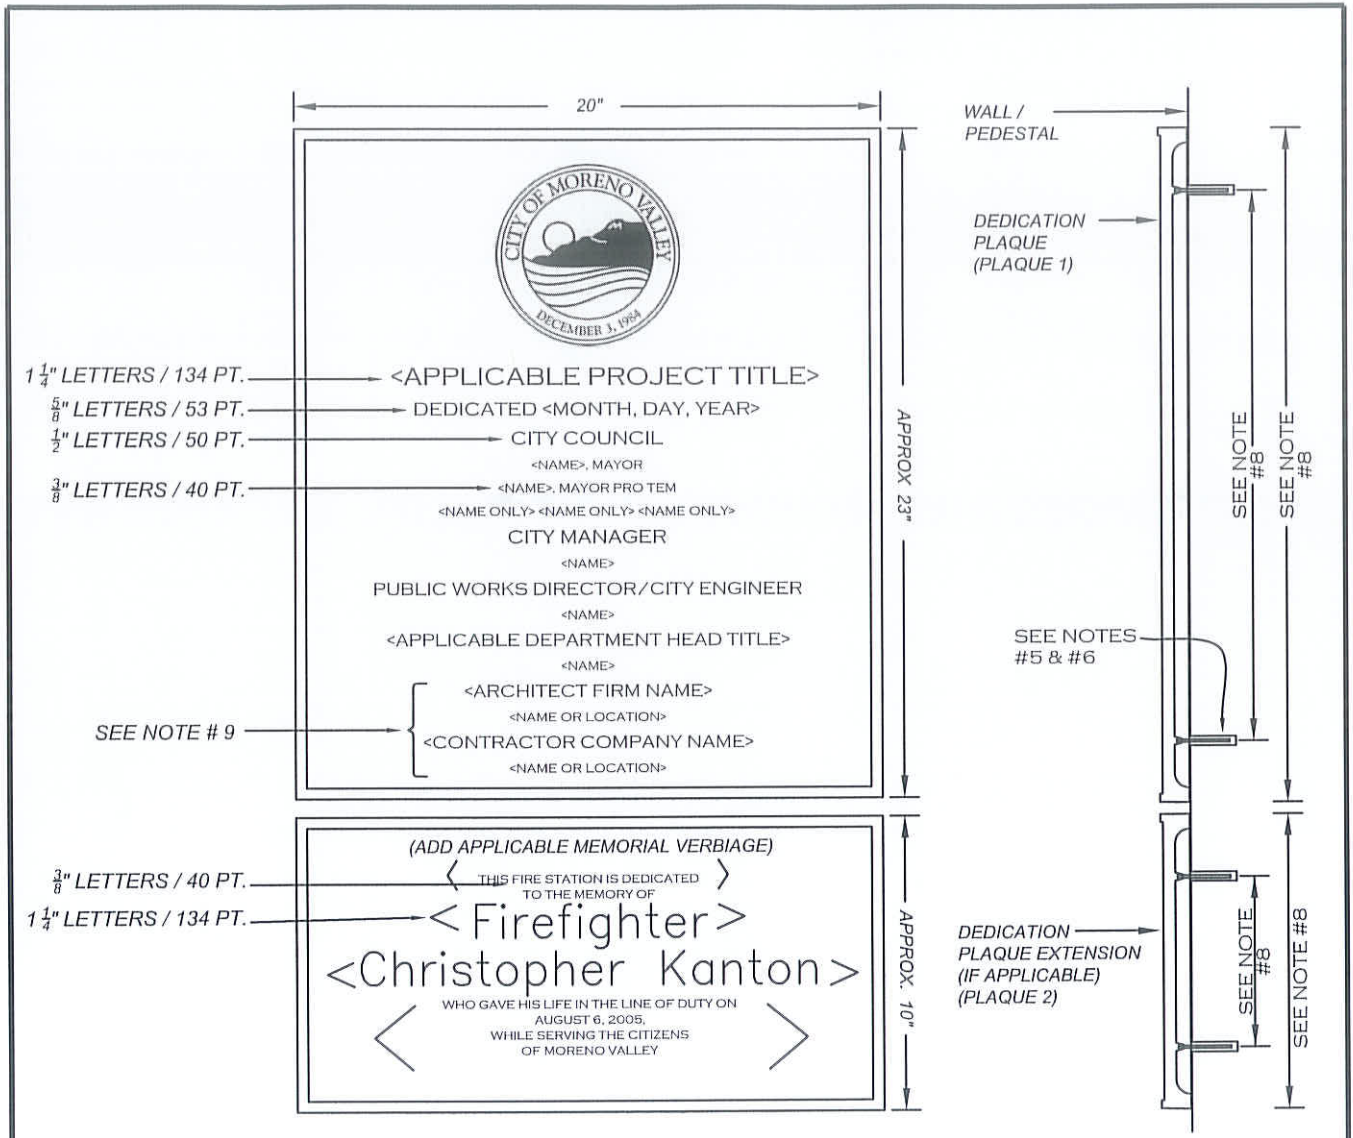 20"
CITY OF MORENO VALLEY
DECEMBER 3, 1984
1 1/4" LETTERS / 134 PT.
<APPLICABLE PROJECT TITLE>
5/8" LETTERS / 53 PT.
DEDICATED <MONTH, DAY, YEAR>
1/2" LETTERS / 50 PT.
CITY COUNCIL
<NAME>, MAYOR
3/8" LETTERS / 40 PT.
<NAME>, MAYOR PRO TEM
<NAME ONLY> <NAME ONLY> <NAME ONLY>
CITY MANAGER
<NAME>
PUBLIC WORKS DIRECTOR/CITY ENGINEER
<NAME>
<APPLICABLE DEPARTMENT HEAD TITLE>
<NAME>
SEE NOTE # 9
<ARCHITECT FIRM NAME>
<NAME OR LOCATION>
<CONTRACTOR COMPANY NAME>
<NAME OR LOCATION>
APPROX 23"
(ADD APPLICABLE MEMORIAL VERBIAGE)
3/8" LETTERS / 40 PT.
THIS FIRE STATION IS DEDICATED
TO THE MEMORY OF
1 1/4" LETTERS / 134 PT.
< Firefighter >
<Christopher Kanton >
WHO GAVE HIS LIFE IN THE LINE OF DUTY ON
AUGUST 6, 2005,
WHILE SERVING THE CITIZENS
OF MORENO VALLEY
APPROX. 10"
WALL /
PEDESTAL
DEDICATION
PLAQUE
(PLAQUE 1)
SEE NOTE
#8
SEE NOTE
#8
SEE NOTES
#5 & #6
DEDICATION
PLAQUE EXTENSION
(IF APPLICABLE)
(PLAQUE 2)
SEE NOTE
#8
SEE NOTE #8